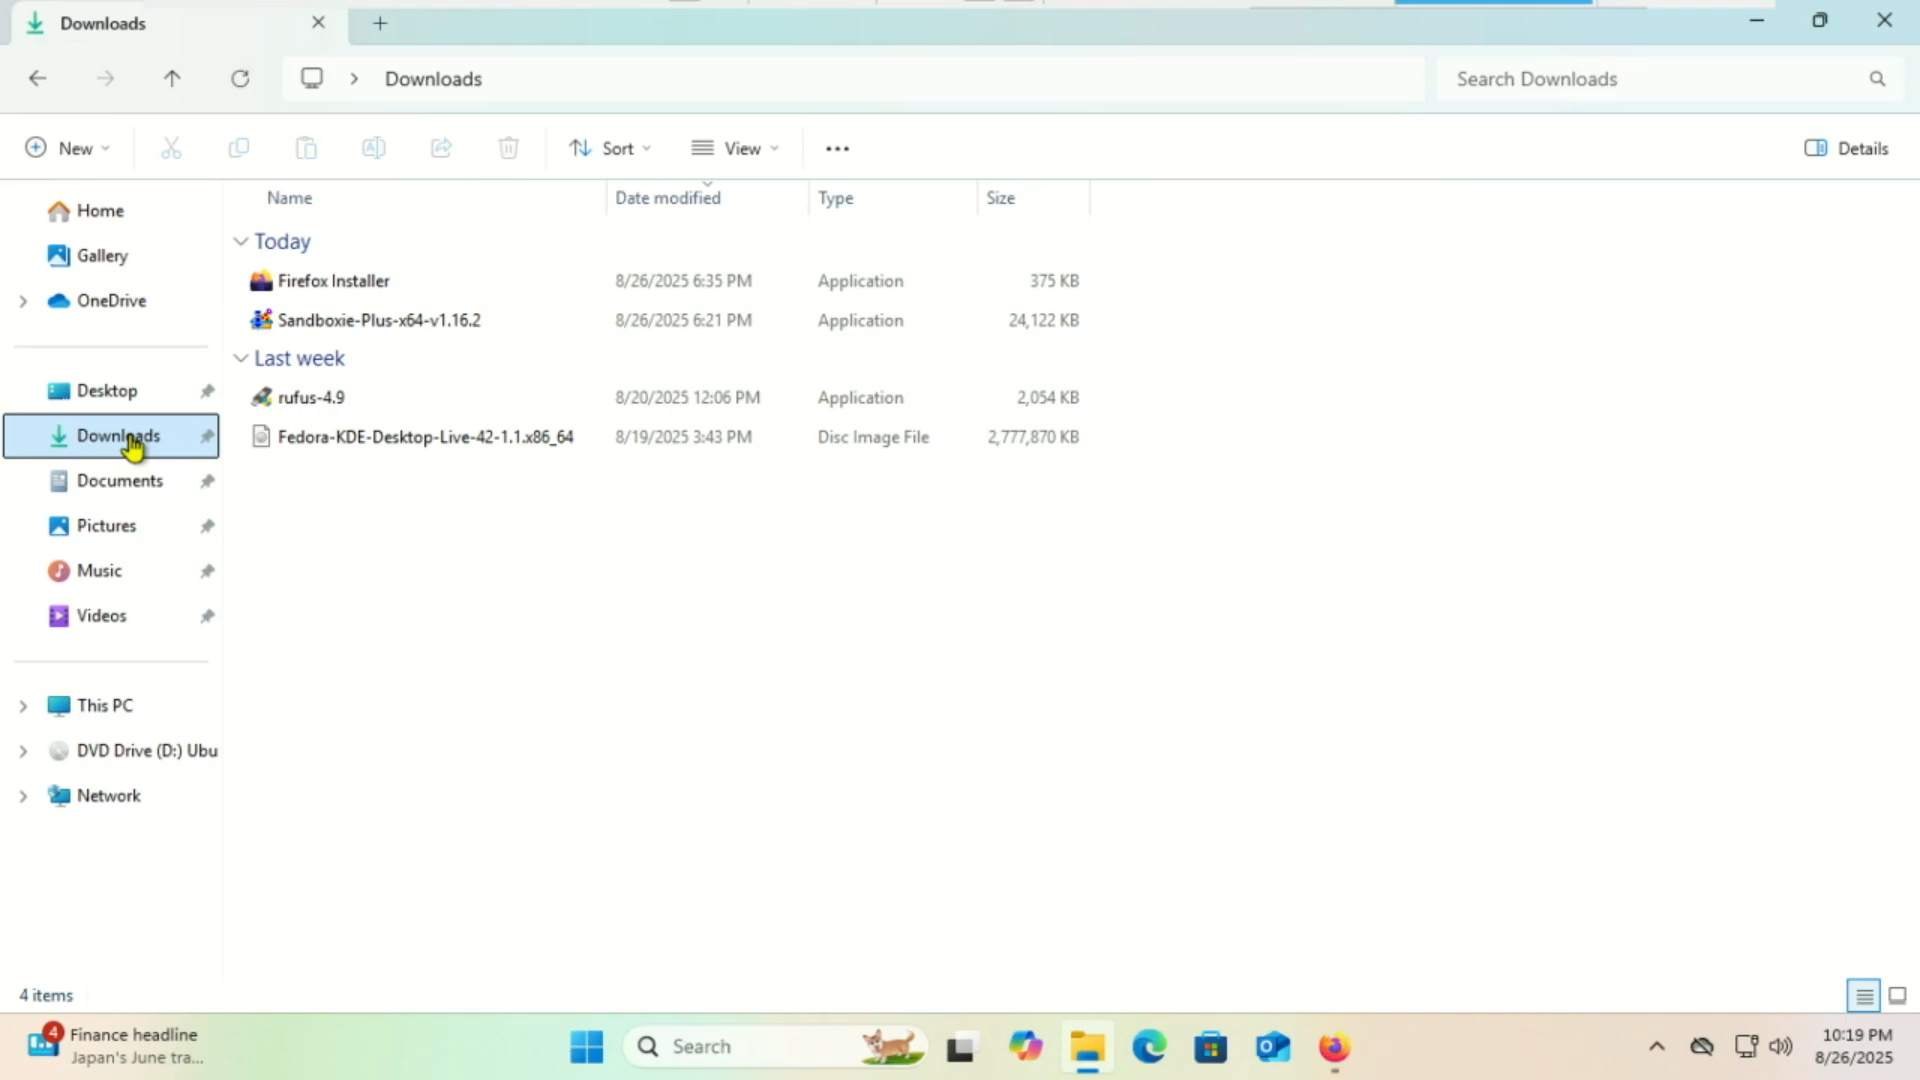 Downloads
Downloads
Search Downloads
New
Sort
View
Details
Home
Gallery
OneDrive
Desktop
Downloads
Documents
Pictures
Music
Videos
This PC
DVD Drive (D:) Ubu
Network
Name Date modified Type Size
Today
Firefox Installer 8/26/2025 6:35 PM Application 375 KB
Sandboxie-Plus-x64-v1.16.2 8/26/2025 6:21 PM Application 24,122 KB
Last week
rufus-4.9 8/20/2025 12:06 PM Application 2,054 KB
Fedora-KDE-Desktop-Live-42-1.1.x86_64 8/19/2025 3:43 PM Disc Image File 2,777,870 KB
4 items
4
Finance headline
Japan's June tra...
Search
10:19 PM
8/26/2025